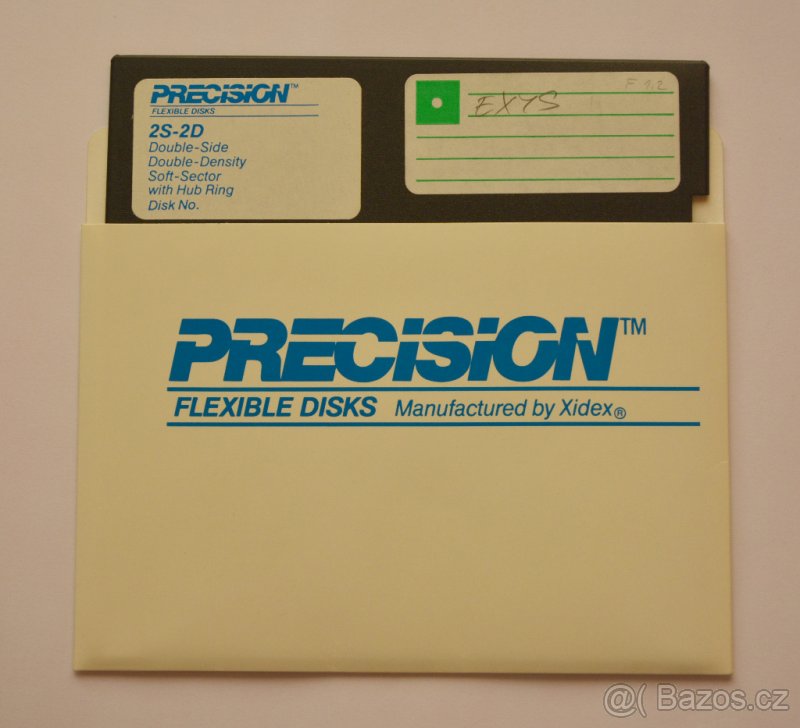 PRECISION™
FLEXIBLE DISKS
2S-2D
Double-Side
Double-Density
Soft-Sector
with Hub Ring
Disk No.
F 1.2
EXYS
PRECISION™
FLEXIBLE DISKS Manufactured by Xidex®
@( Bazos.cz